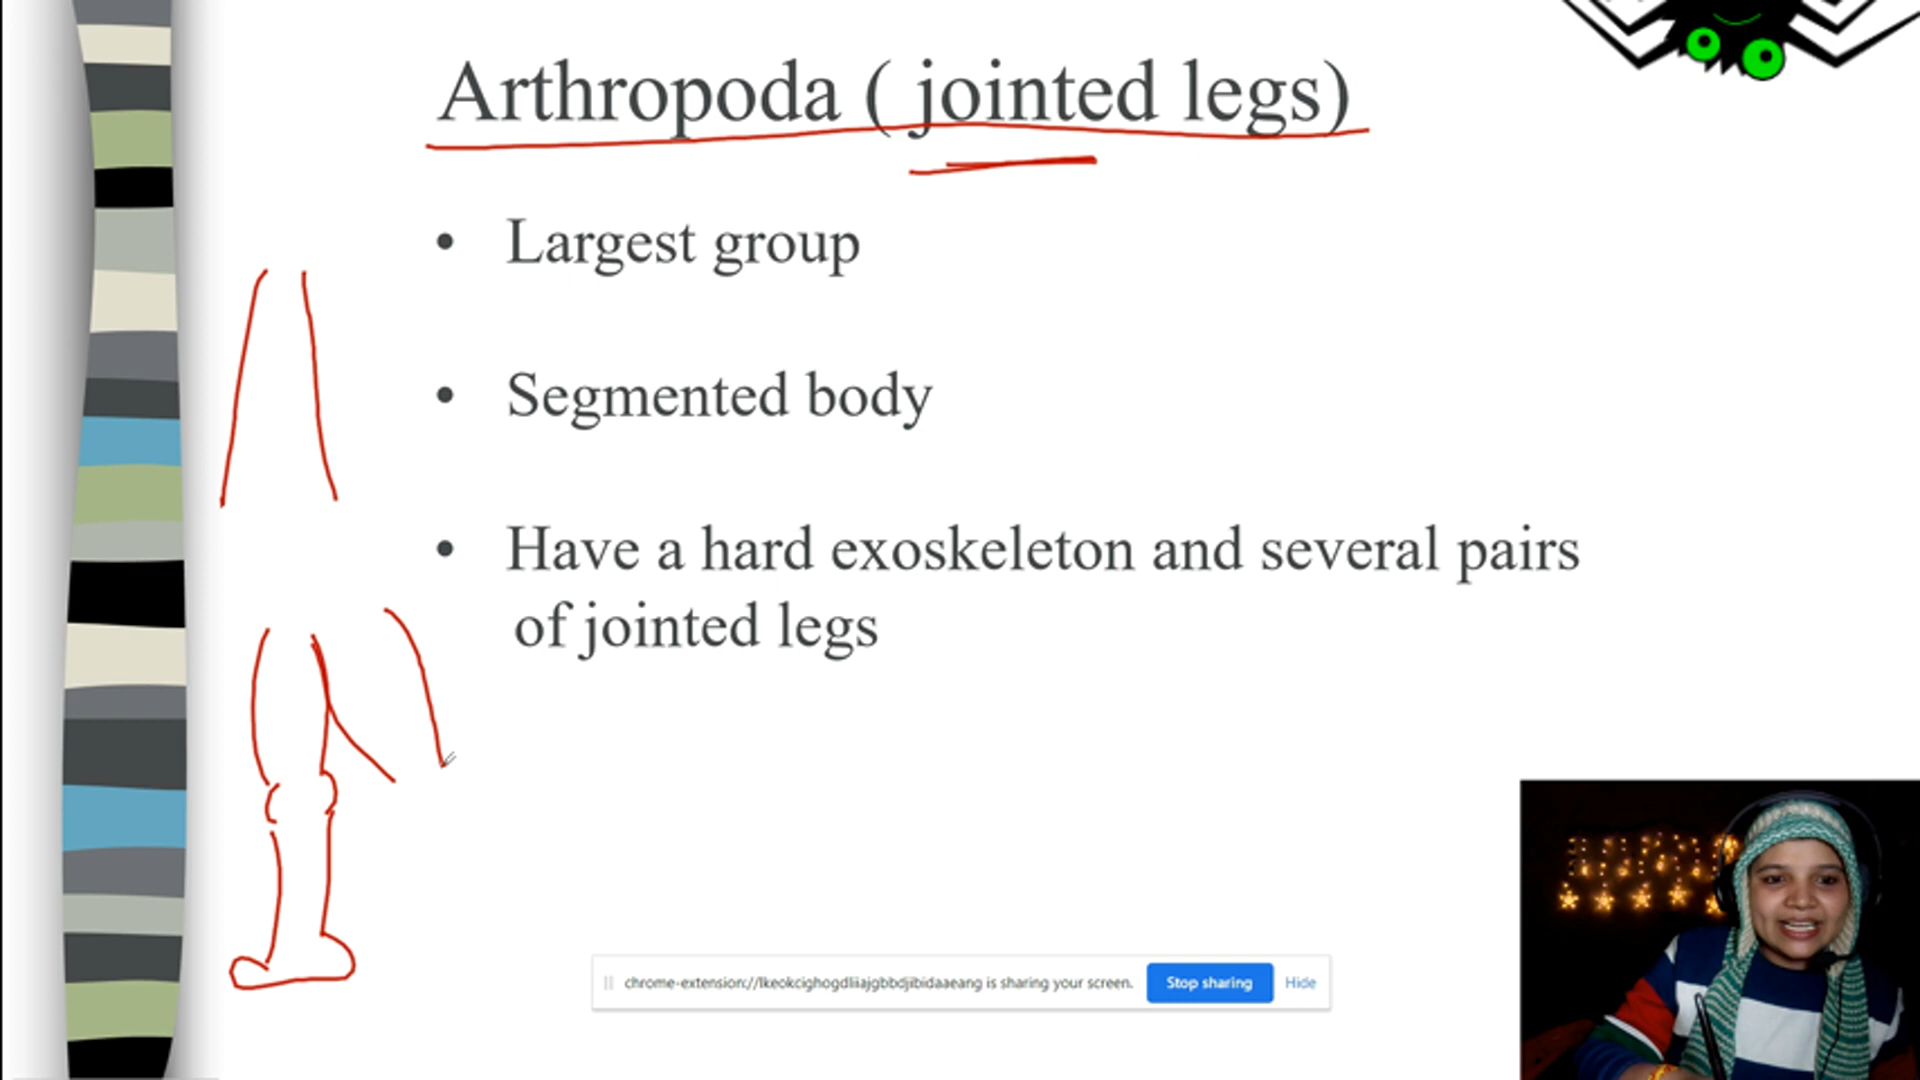 Arthropoda ( jointed legs)
• Largest group
• Segmented body
• Have a hard exoskeleton and several pairs
of jointed legs
chrome-extension://lkeokcighogdliiajgbbdjibidaaeang is sharing your screen. Stop sharing Hide